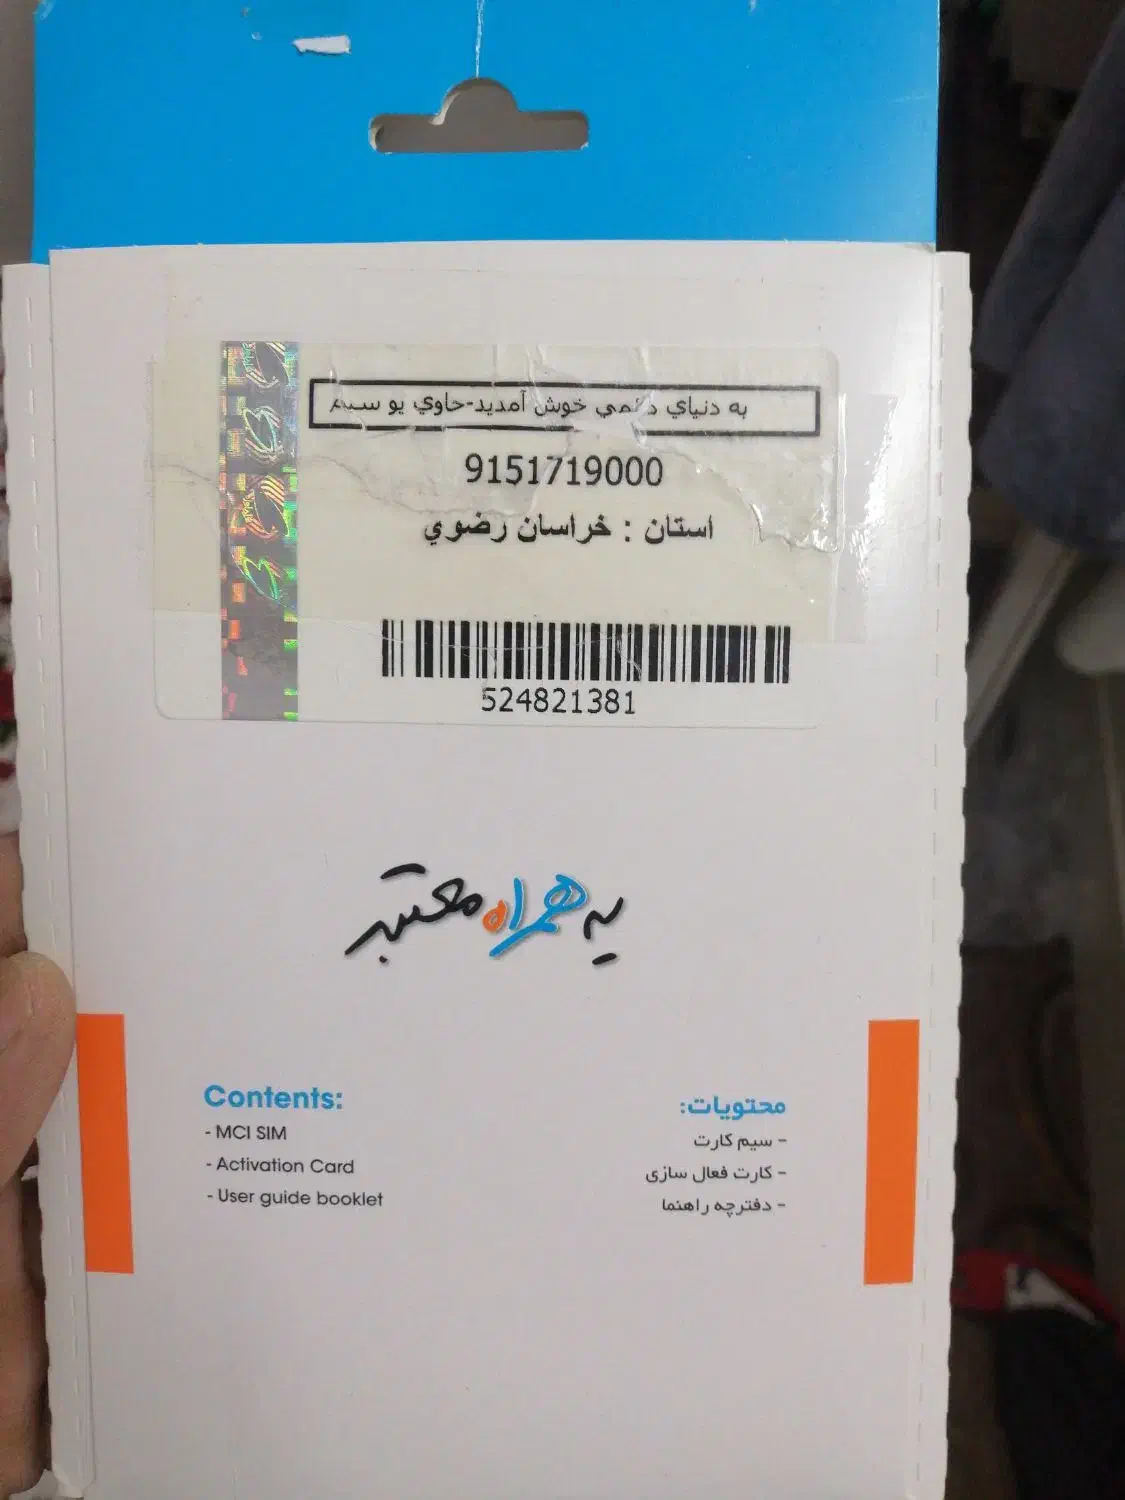 به دنياي دائمي خوش آمديد-حاوي يو سيم
9151719000
استان : خراسان رضوي
524821381
یه همراه معتبر
Contents:
- MCI SIM
- Activation Card
- User guide booklet
محتویات:
- سیم کارت
- کارت فعال سازی
- دفترچه راهنما